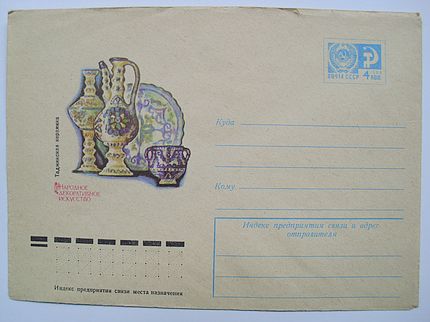 ПОЧТА СССР 4 КОП
Куда
Таджикская керамика
НАРОДНОЕ
ДЕКОРАТИВНОЕ
ИСКУССТВО
Кому
Индекс предприятия связи и адрес
отправителя
Индекс предприятия связи места назначения